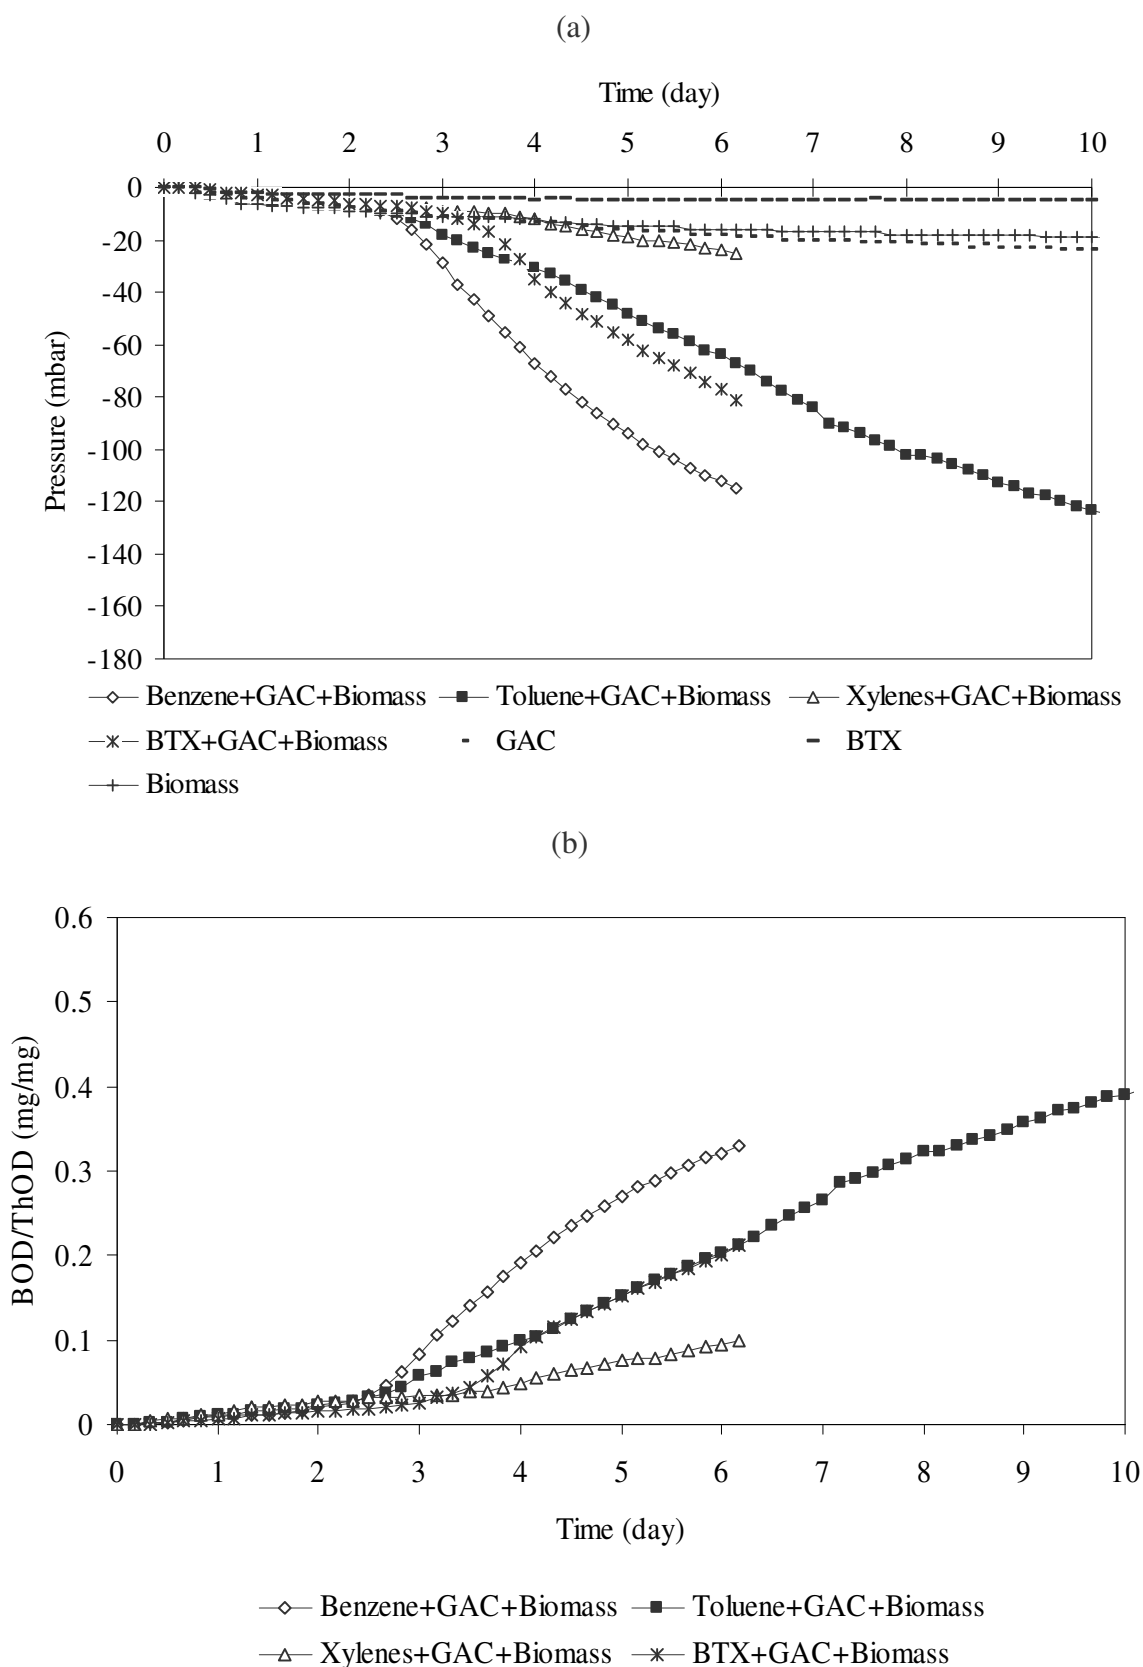 (a)
Time (day)
0 1 2 3 4 5 6 7 8 9 10
0
-20
-40
-60
-80
-100
-120
-140
-160
-180
Pressure (mbar)
Benzene+GAC+Biomass Toluene+GAC+Biomass Xylenes+GAC+Biomass
BTX+GAC+Biomass GAC BTX
Biomass
(b)
0.6
0.5
0.4
0.3
0.2
0.1
0
BOD/ThOD (mg/mg)
0 1 2 3 4 5 6 7 8 9 10
Time (day)
Benzene+GAC+Biomass Toluene+GAC+Biomass
Xylenes+GAC+Biomass BTX+GAC+Biomass